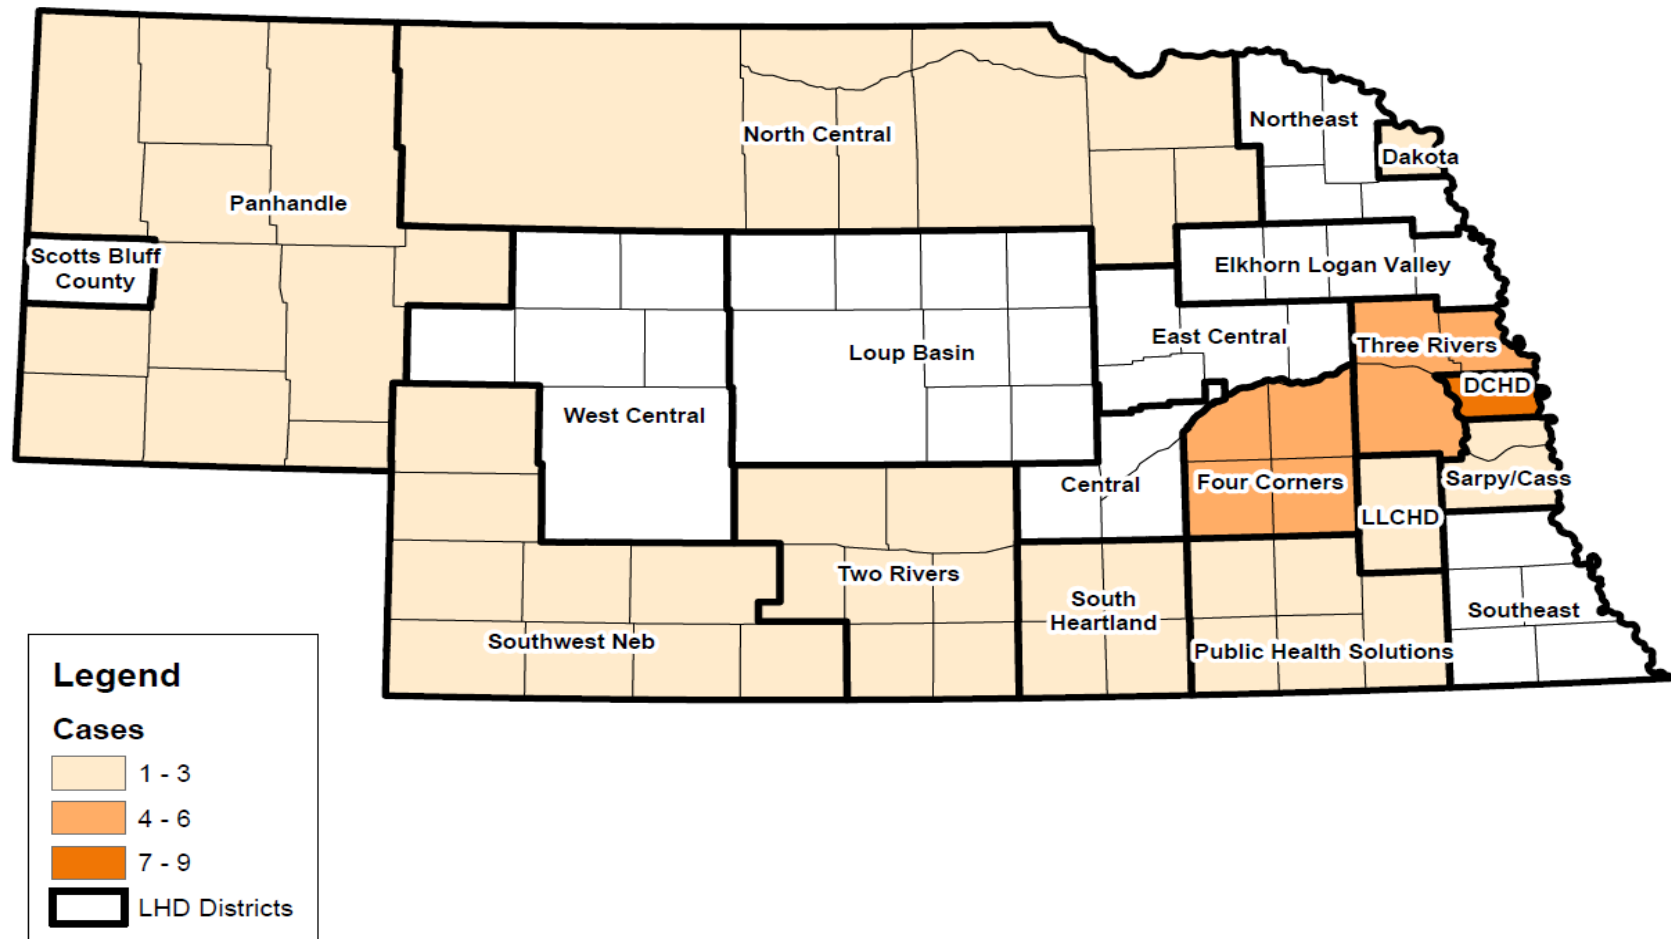 Northeast
North Central
Dakota
Panhandle
Scotts Bluff
County
Elkhorn Logan Valley
East Central
Three Rivers
Loup Basin
DCHD
West Central
Central
Four Corners
Sarpy/Cass
LLCHD
Two Rivers
South
Heartland
Southeast
Southwest Neb
Public Health Solutions
Legend
Cases
1 - 3
4 - 6
7 - 9
LHD Districts